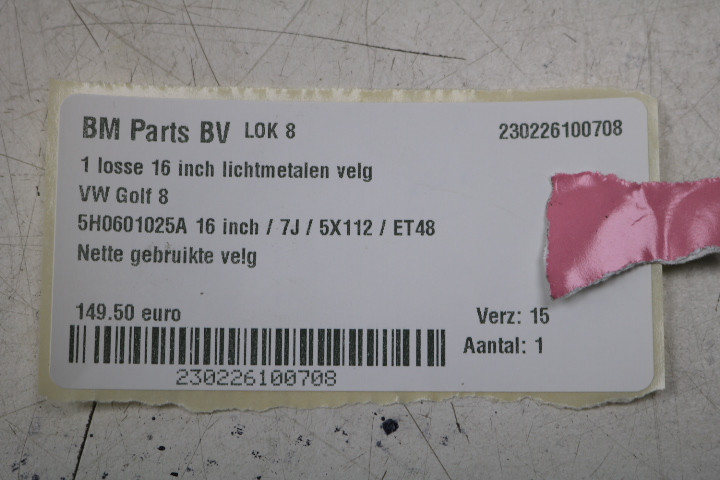 BM Parts BV LOK 8 230226100708
1 losse 16 inch lichtmetalen velg
VW Golf 8
5H0601025A 16 inch / 7J / 5X112 / ET48
Nette gebruikte velg
149.50 euro Verz: 15
Aantal: 1
230226100708